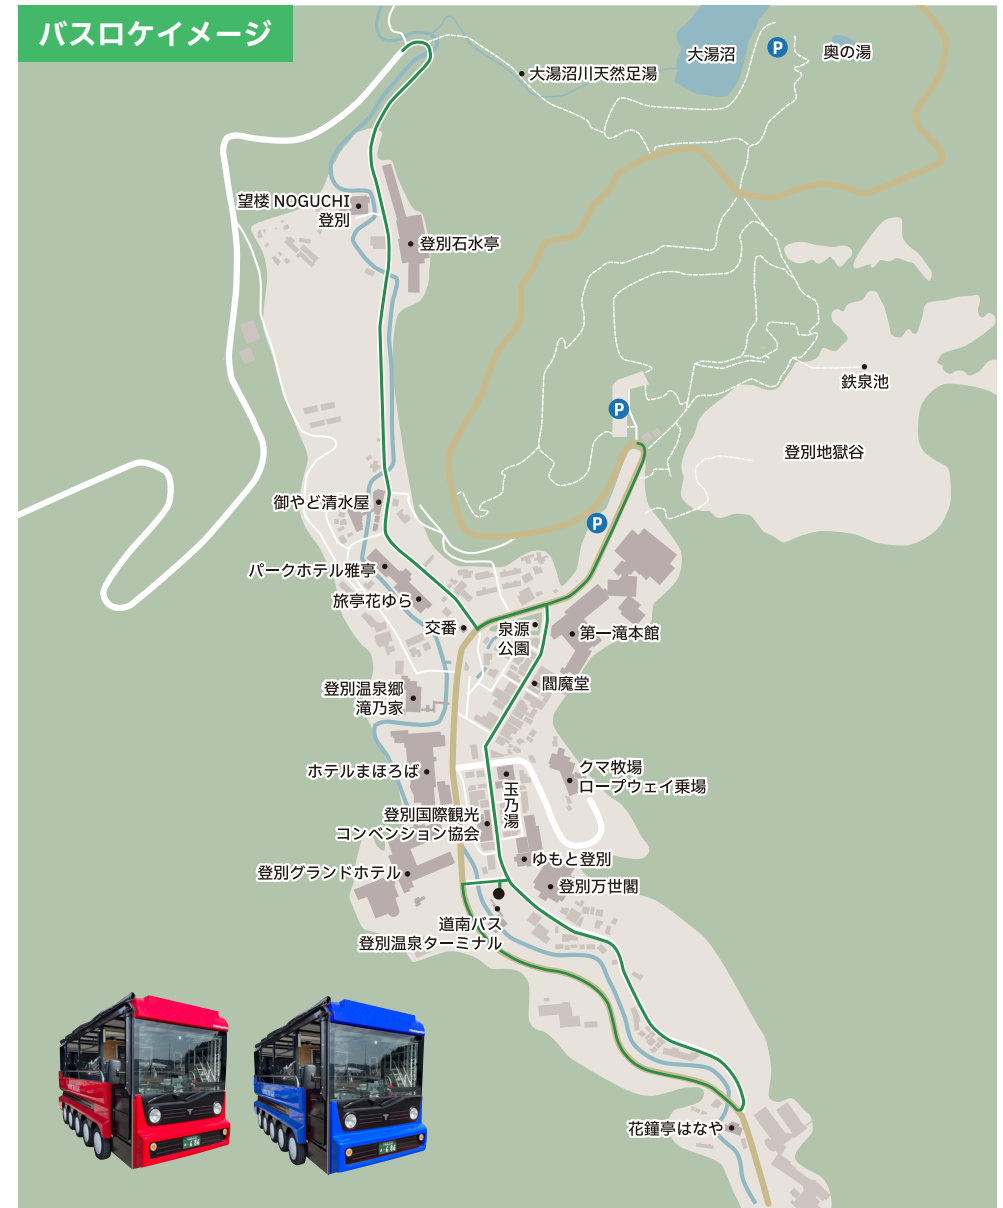 バスロケイメージ
大湯沼川天然足湯
大湯沼
P
奥の湯
望楼 NOGUCHI
登別
登別石水亭
鉄泉池
P
登別地獄谷
御やど清水屋
P
パークホテル雅亭
旅亭花ゆら
交番
泉源
公園
第一滝本館
登別温泉郷
滝乃家
閻魔堂
ホテルまほろば
玉乃湯
クマ牧場
ロープウェイ乗場
登別国際観光
コンベンション協会
登別グランドホテル
ゆもと登別
登別万世閣
道南バス
登別温泉ターミナル
花鐘亭はなや